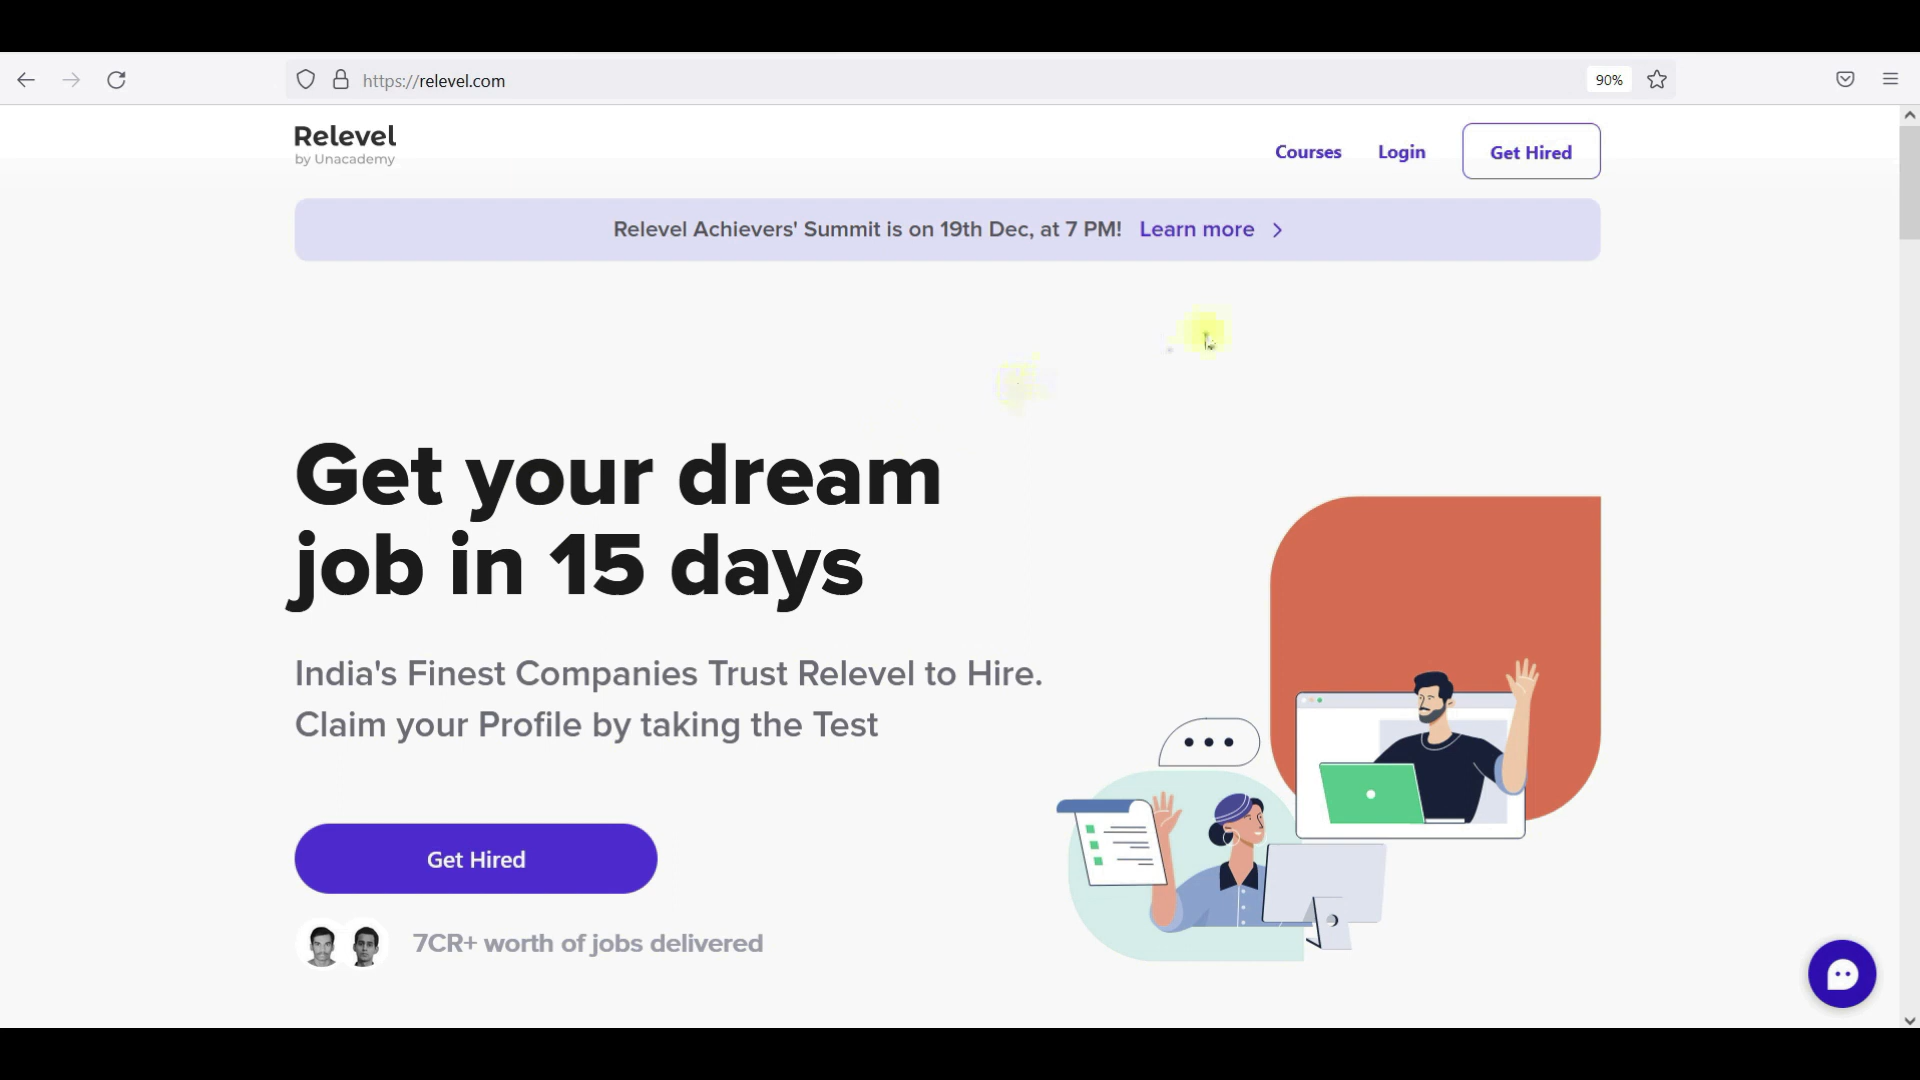 https://relevel.com
90%
Relevel
by Unacademy
Courses
Login
Get Hired
Relevel Achievers' Summit is on 19th Dec, at 7 PM! Learn more
Get your dream
job in 15 days
India's Finest Companies Trust Relevel to Hire.
Claim your Profile by taking the Test
Get Hired
7CR+ worth of jobs delivered